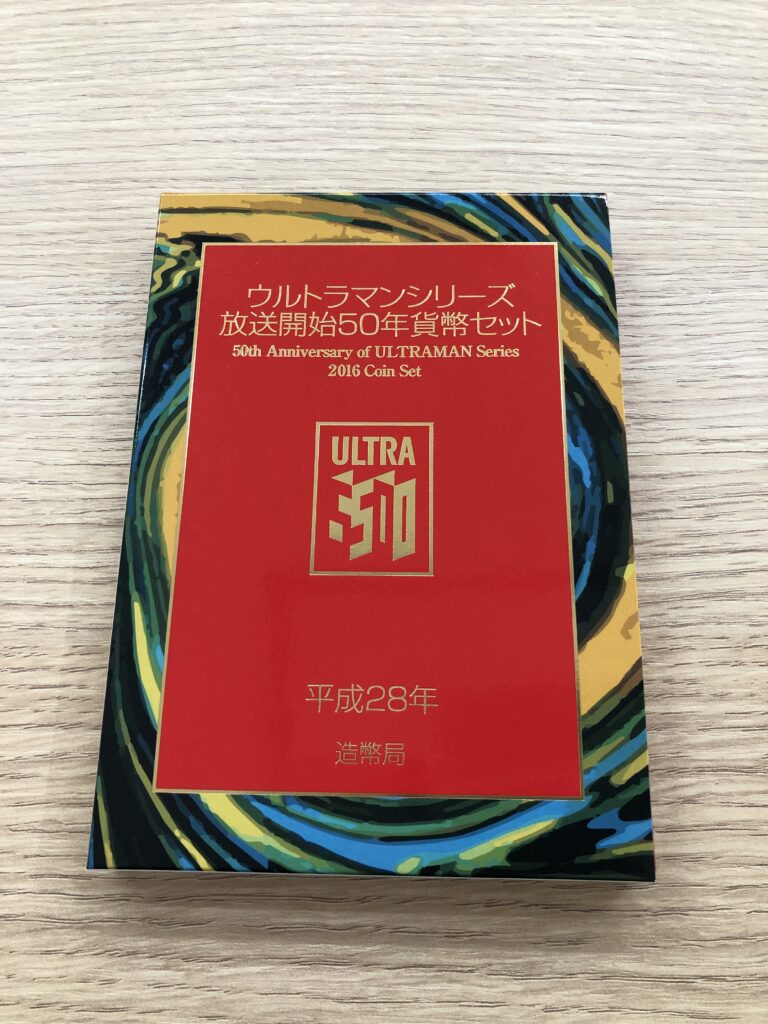 ウルトラマンシリーズ
放送開始50年貨幣セット
50th Anniversary of ULTRAMAN Series
2016 Coin Set
ULTRA
50
平成28年
造幣局